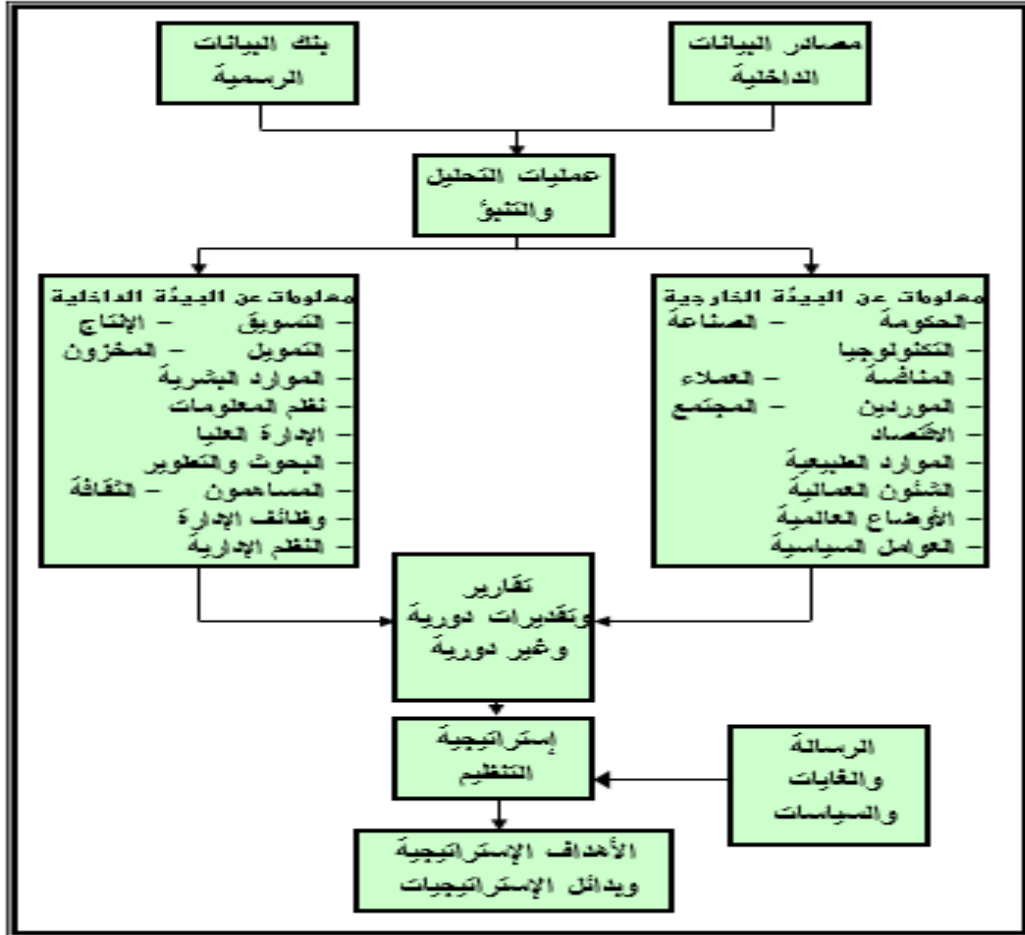 مصادر البيانات
الداخلية
بنك البيانات
الرسمية
عمليات التحليل
والتنبؤ
معلومات عن البيئة الخارجية
-الحكومة – الصناعة
– التكنولوجيا
– المنافسة – العملاء
– الموردين – المجتمع
– الاقتصاد
– الموارد الطبيعية
– الشئون العمالية
– الأوضاع العالمية
– العوامل السياسية
معلومات عن البيئة الداخلية
– التسويق – الإنتاج
– التمويل – المخزون
– الموارد البشرية
– نظم المعلومات
– الإدارة العليا
– البحوث والتطوير
– المساهمون – الثقافة
– وظائف الإدارة
– النظم الإدارية
تقارير
وتقديرات دورية
وغير دورية
إستراتيجية
التنظيم
الرسالة
والغايات
والسياسات
الأهداف الإستراتيجية
وبدائل الإستراتيجيات